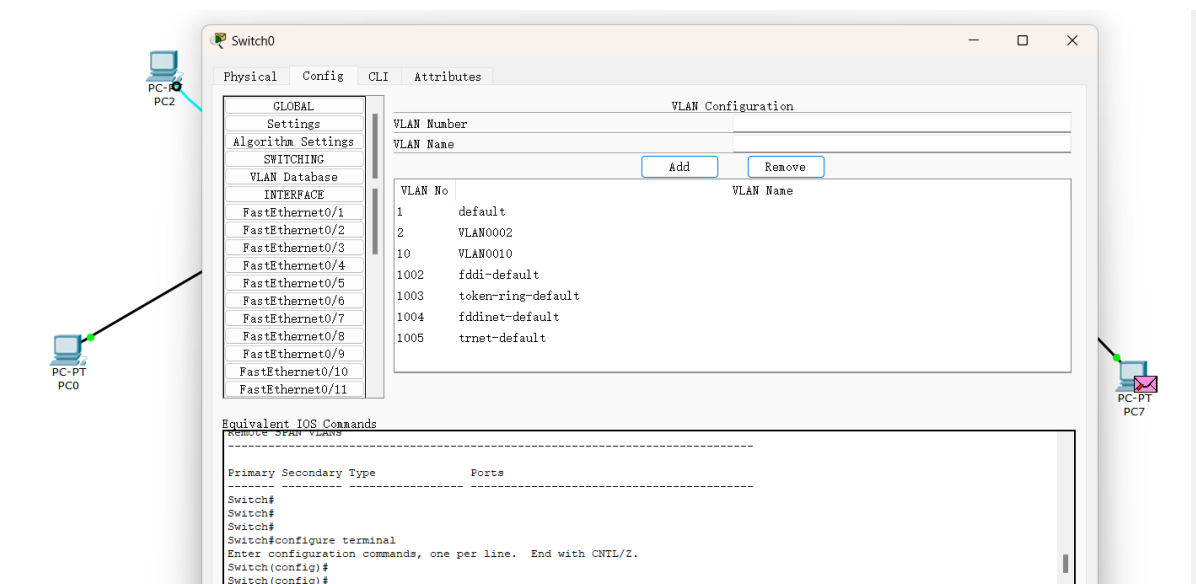 Switch0
Physical Config CLI Attributes
PC-PT
PC2
GLOBAL
Settings
Algorithm Settings
SWITCHING
VLAN Database
INTERFACE
FastEthernet0/1
FastEthernet0/2
FastEthernet0/3
FastEthernet0/4
FastEthernet0/5
FastEthernet0/6
FastEthernet0/7
FastEthernet0/8
FastEthernet0/9
FastEthernet0/10
FastEthernet0/11
VLAN Configuration
VLAN Number
VLAN Name
Add Remove
VLAN No VLAN Name
1 default
2 VLAN0002
10 VLAN0010
1002 fddi-default
1003 token-ring-default
1004 fddinet-default
1005 trnet-default
PC-PT
PC0
PC-PT
PC7
Equivalent IOS Commands
Remote SPAN VLANs
------------------------------------------------------------------------------
Primary Secondary Type Ports
------- --------- ----------------- ------------------------------------------
Switch#
Switch#
Switch#
Switch#configure terminal
Enter configuration commands, one per line. End with CNTL/Z.
Switch(config)#
Switch(config)#